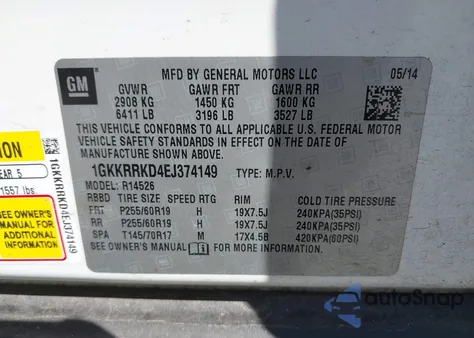 GM
MFD BY GENERAL MOTORS LLC 05/14
GVWR GAWR FRT GAWR RR
2908 KG 1450 KG 1600 KG
6411 LB 3196 LB 3527 LB
THIS VEHICLE CONFORMS TO ALL APPLICABLE U.S. FEDERAL MOTOR
VEHICLE SAFETY STANDARDS IN EFFECT ON THE DATE OF
MANUFACTURE SHOWN ABOVE.
1GKKRRKD4EJ374149 TYPE: M.P.V.
MODEL: R14526
RBBD TIRE SIZE SPEED RTG RIM COLD TIRE PRESSURE
FRT P255/60R19 H 19X7.5J 240KPA(35PSI)
RR P255/60R19 H 19X7.5J 240KPA(35PSI)
SPA T145/70R17 M 17X4.5B 420KPA(60PSI)
SEE OWNER'S MANUAL FOR MORE INFORMATION
EAR 5
1557 lbs.
SEE OWNER'S
MANUAL FOR
ADDITIONAL
INFORMATION
1GKKRRKD4EJ374149
AutoSnap